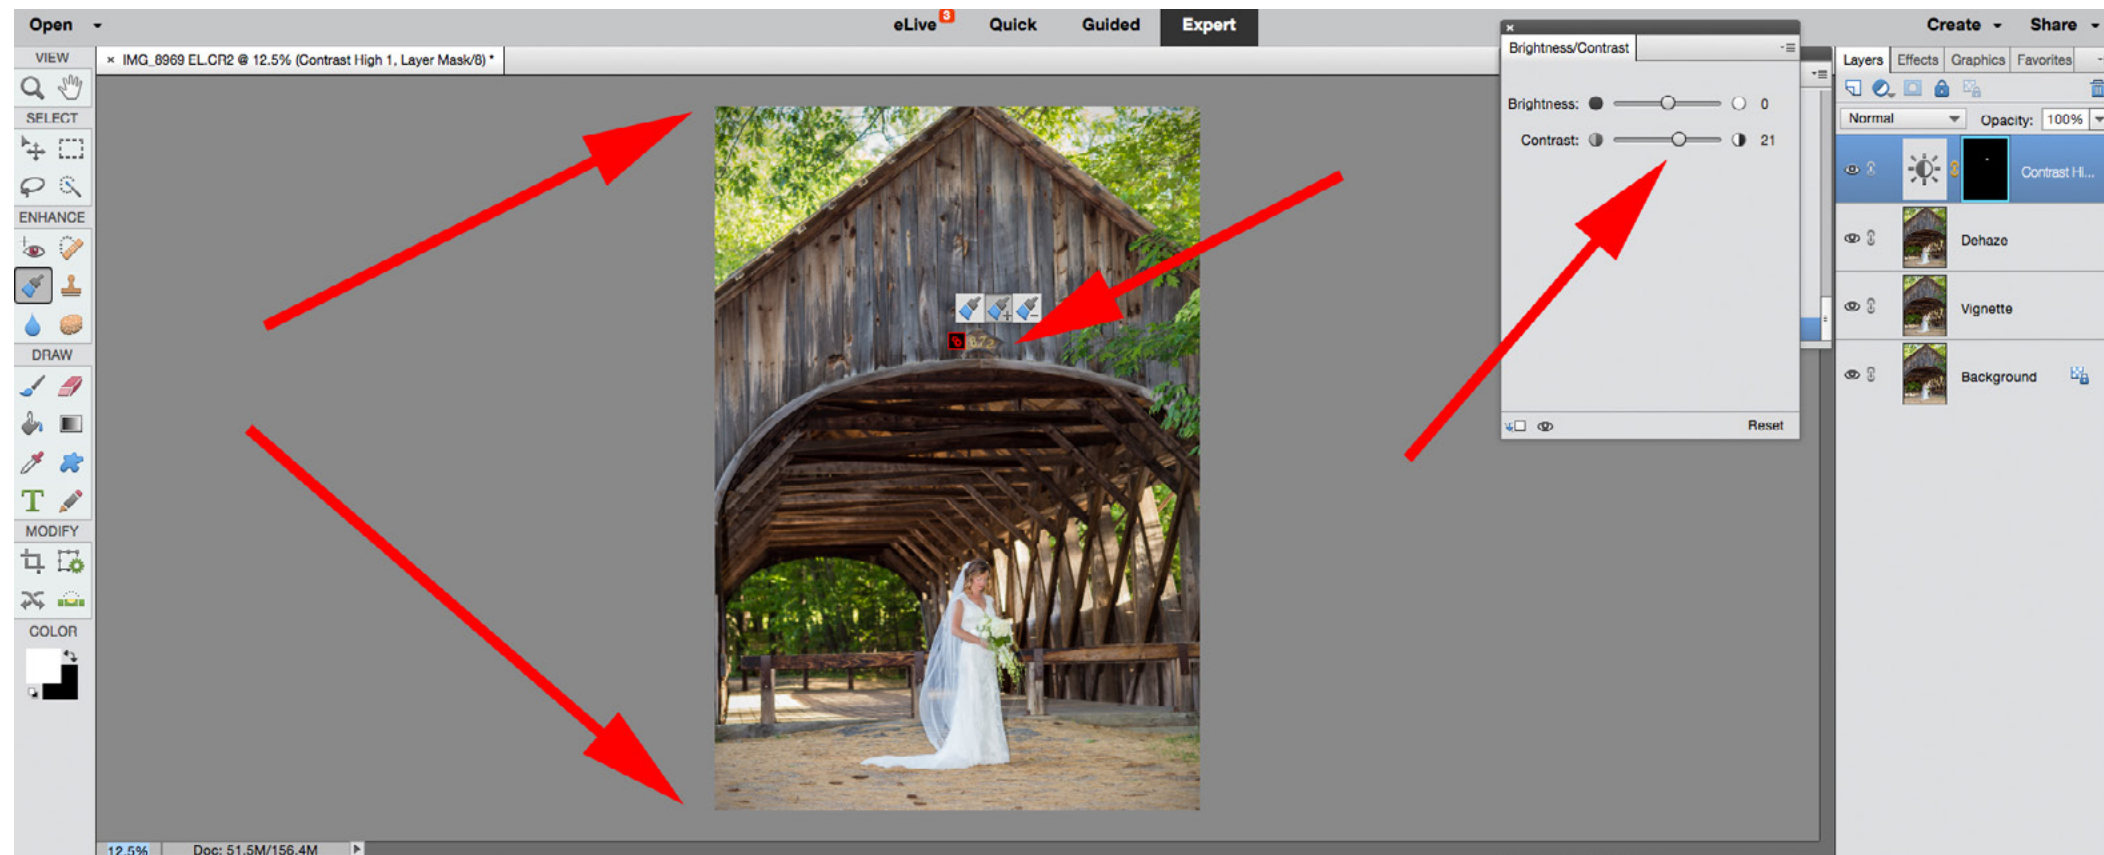 Open
eLive 3
Quick
Guided
Expert
Create
Share
VIEW
× IMG_8969 EL.CR2 @ 12.5% (Contrast High 1, Layer Mask/8) *
SELECT
ENHANCE
DRAW
T
MODIFY
COLOR
12.5%
Doc: 51.5M/156.4M
Brightness/Contrast
Brightness: 0
Contrast: 21
Reset
Layers
Effects
Graphics
Favorites
Normal
Opacity: 100%
Contrast Hi...
Dehaze
Vignette
Background